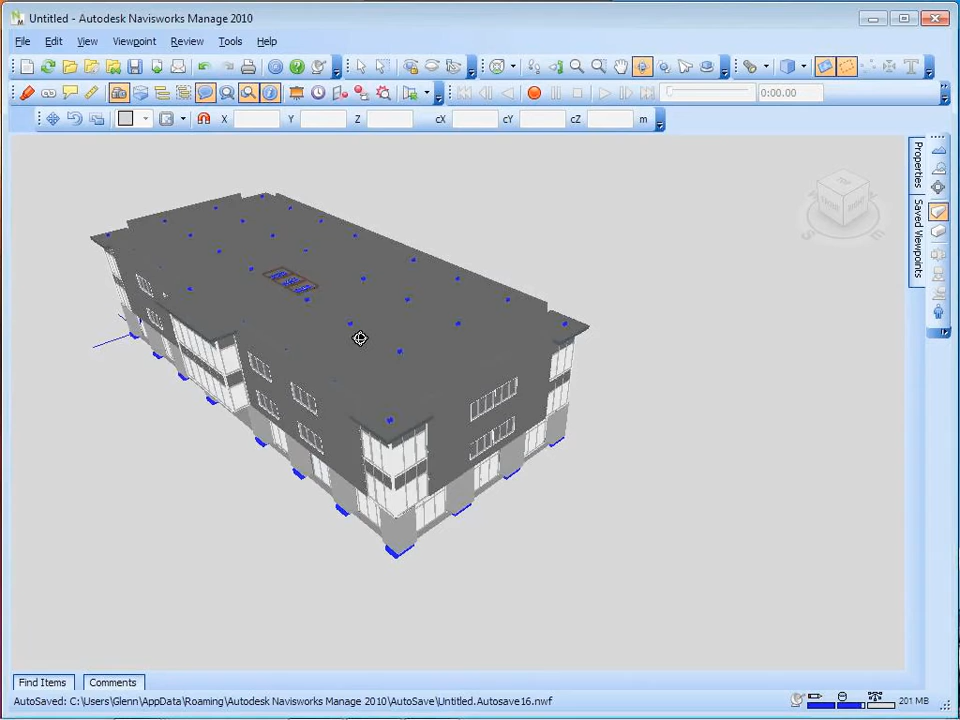 Untitled - Autodesk Navisworks Manage 2010
File Edit View Viewpoint Review Tools Help
0:00.00
X Y Z cX cY cZ m
Properties
Saved Viewpoints
TOP
RIGHT
S E
Find Items Comments
AutoSaved: C:\Users\Glenn\AppData\Roaming\Autodesk Navisworks Manage 2010\AutoSave\Untitled.Autosave16.nwf
201 MB